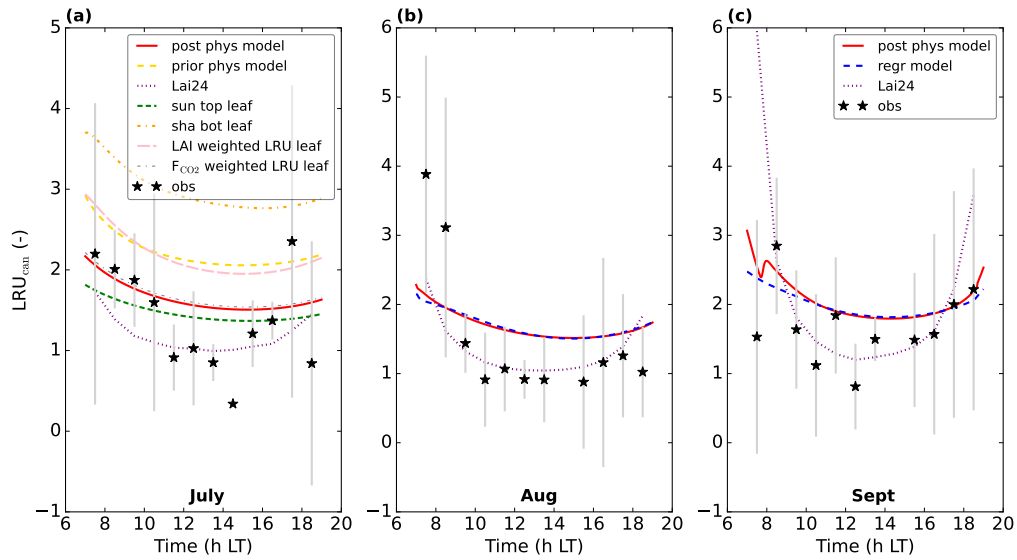 (a)
5
4
3
2
1
0
−1
LRU_can (-)
post phys model
prior phys model
Lai24
sun top leaf
sha bot leaf
LAI weighted LRU leaf
F_CO2 weighted LRU leaf
obs
July
6 8 10 12 14 16 18 20
Time (h LT)
(b)
6
5
4
3
2
1
0
−1
Aug
6 8 10 12 14 16 18 20
Time (h LT)
(c)
6
5
4
3
2
1
0
−1
post phys model
regr model
Lai24
obs
Sept
6 8 10 12 14 16 18 20
Time (h LT)